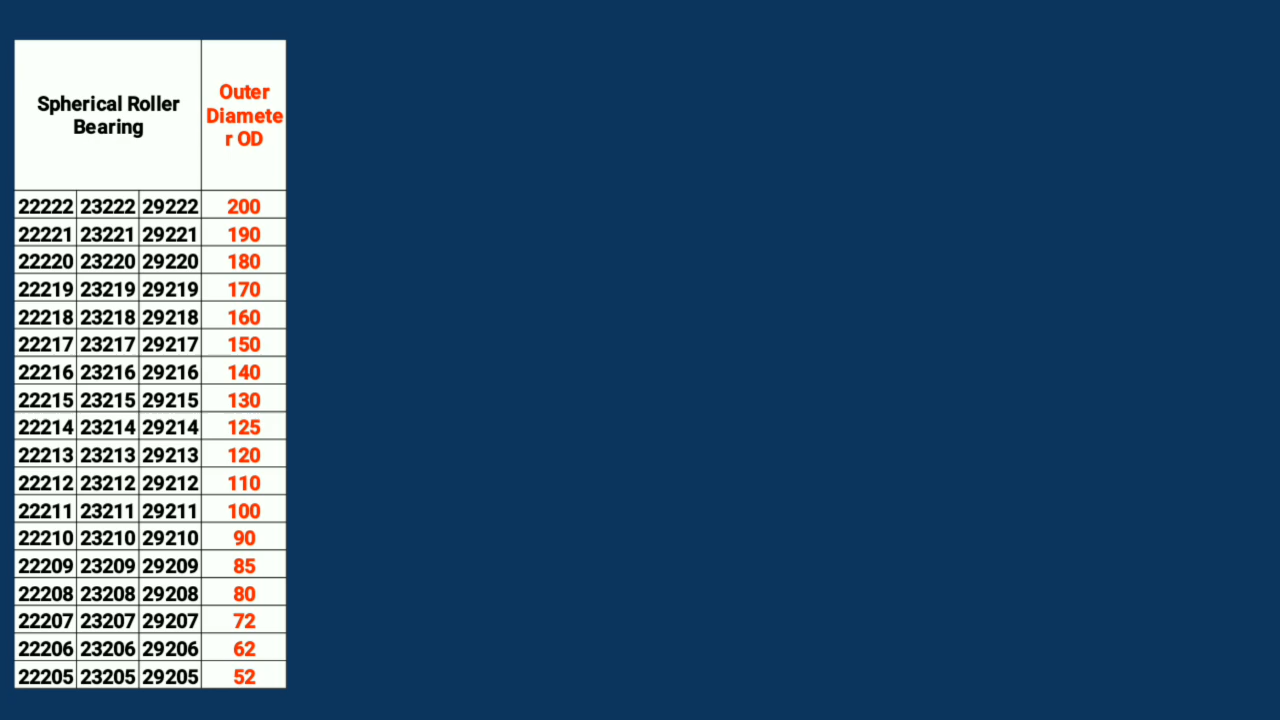 Spherical Roller
Bearing
Outer
Diamete
r OD
22222 23222 29222 200
22221 23221 29221 190
22220 23220 29220 180
22219 23219 29219 170
22218 23218 29218 160
22217 23217 29217 150
22216 23216 29216 140
22215 23215 29215 130
22214 23214 29214 125
22213 23213 29213 120
22212 23212 29212 110
22211 23211 29211 100
22210 23210 29210 90
22209 23209 29209 85
22208 23208 29208 80
22207 23207 29207 72
22206 23206 29206 62
22205 23205 29205 52